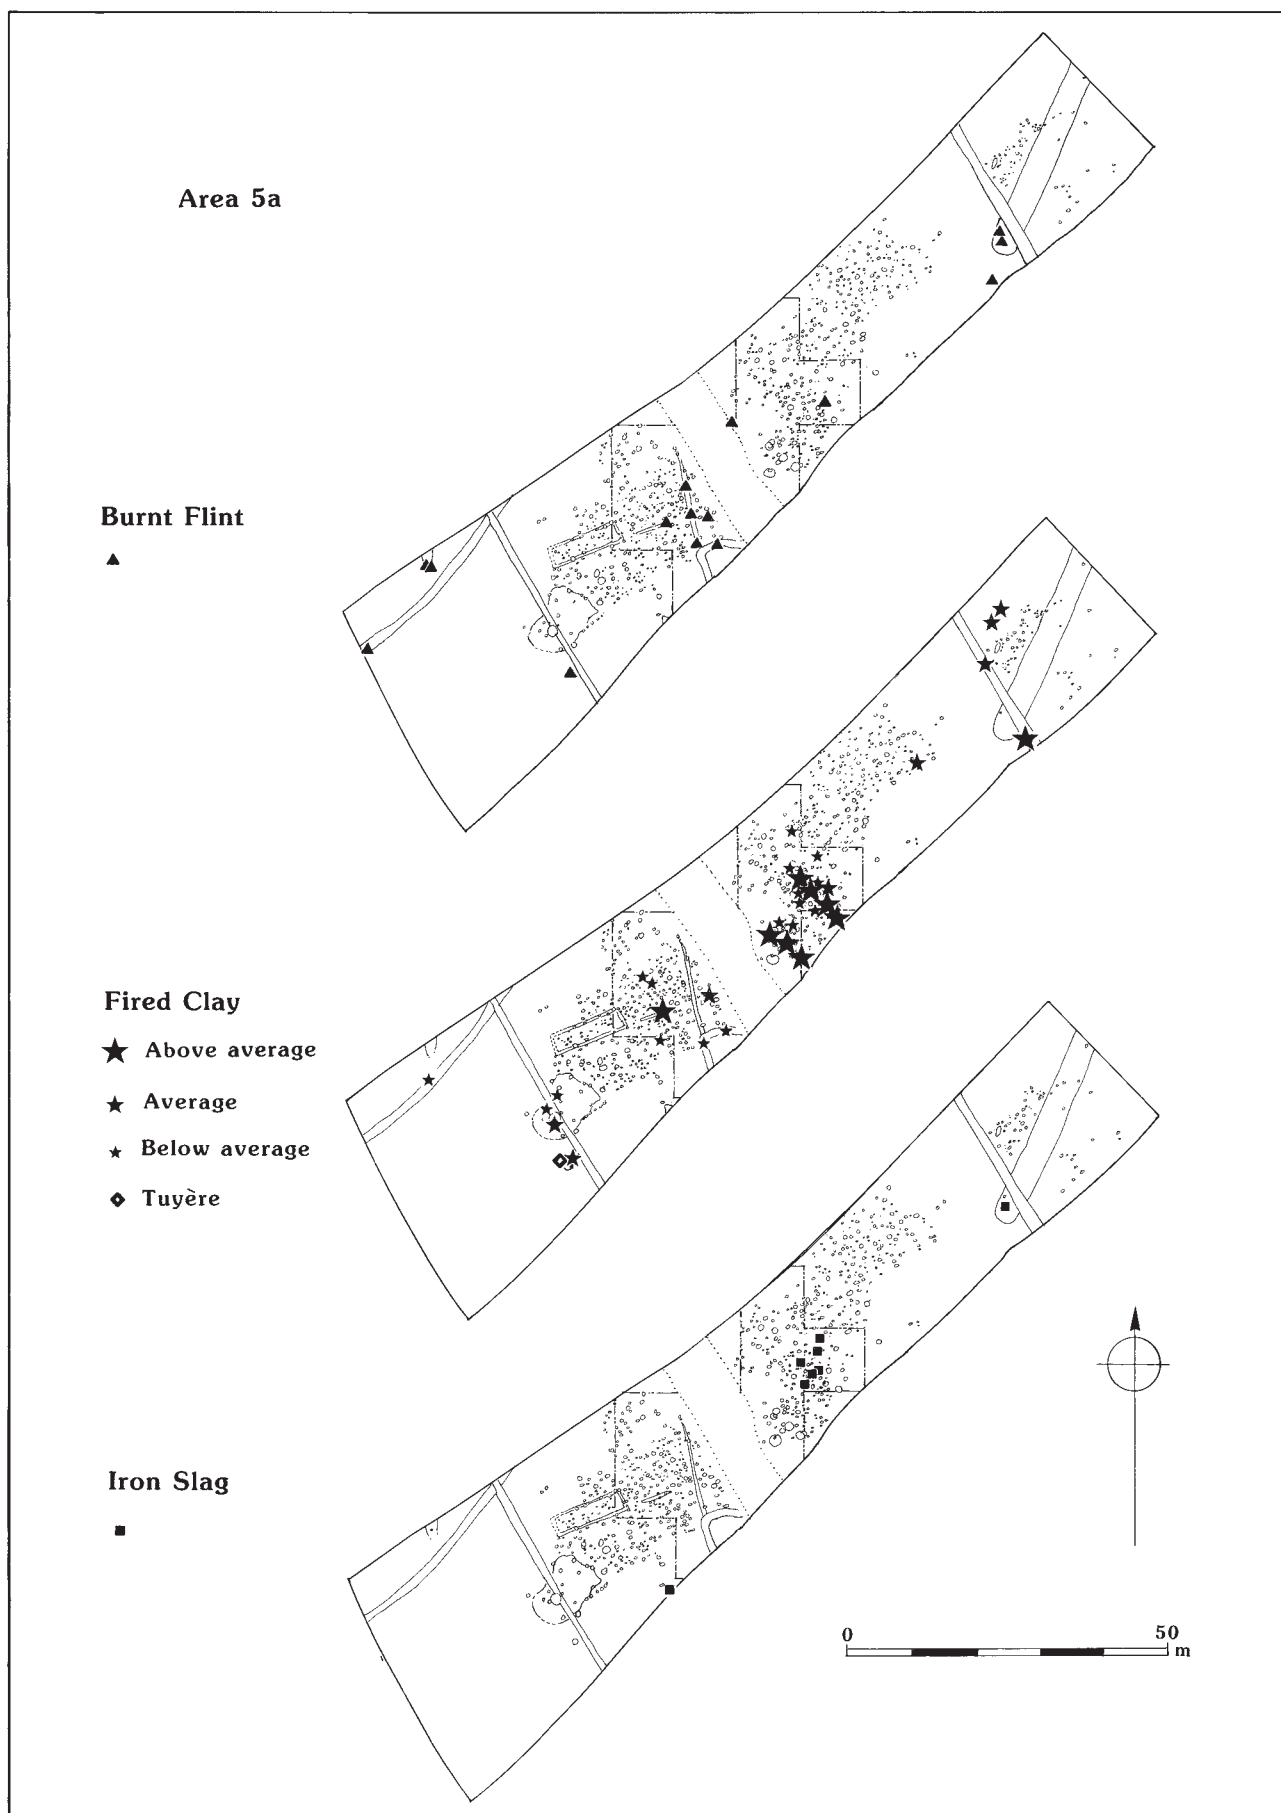 Area 5a
Burnt Flint
Fired Clay
Above average
Average
Below average
Tuyère
Iron Slag
0 50
m